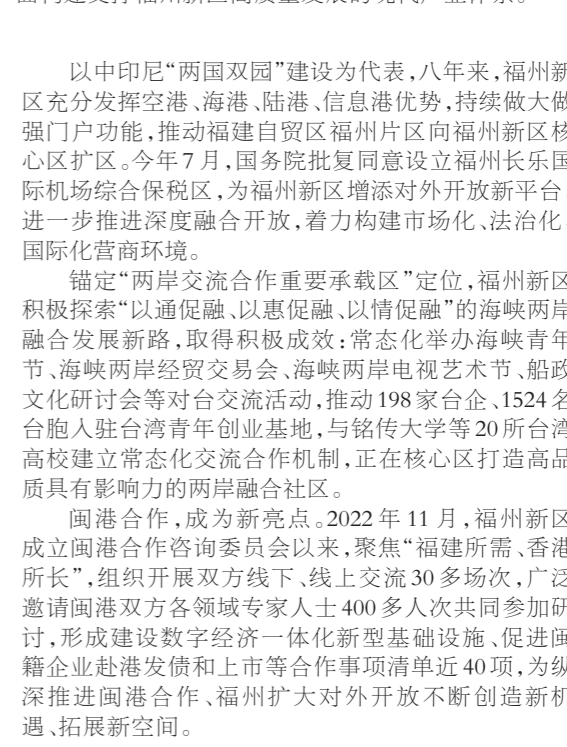 以中印尼“两国双园”建设为代表,八年来,福州新
区充分发挥空港、海港、陆港、信息港优势,持续做大做
强门户功能,推动福建自贸区福州片区向福州新区核
心区扩区。今年7月,国务院批复同意设立福州长乐国
际机场综合保税区,为福州新区增添对外开放新平台
进一步推进深度融合开放,着力构建市场化、法治化、
国际化营商环境。
锚定“两岸交流合作重要承载区”定位,福州新区
积极探索“以通促融、以惠促融、以情促融”的海峡两岸
融合发展新路,取得积极成效:常态化举办海峡青年
节、海峡两岸经贸交易会、海峡两岸电视艺术节、船政
文化研讨会等对台交流活动,推动198家台企、1524名
台胞入驻台湾青年创业基地,与铭传大学等20所台湾
高校建立常态化交流合作机制,正在核心区打造高品
质具有影响力的两岸融合社区。
闽港合作,成为新亮点。2022年11月,福州新区
成立闽港合作咨询委员会以来,聚焦“福建所需、香港
所长”,组织开展双方线下、线上交流30多场次,广泛
邀请闽港双方各领域专家人士400多人次共同参加研
讨,形成建设数字经济一体化新型基础设施、促进闽
籍企业赴港发债和上市等合作事项清单近40项,为纵
深推进闽港合作、福州扩大对外开放不断创造新机
遇、拓展新空间。